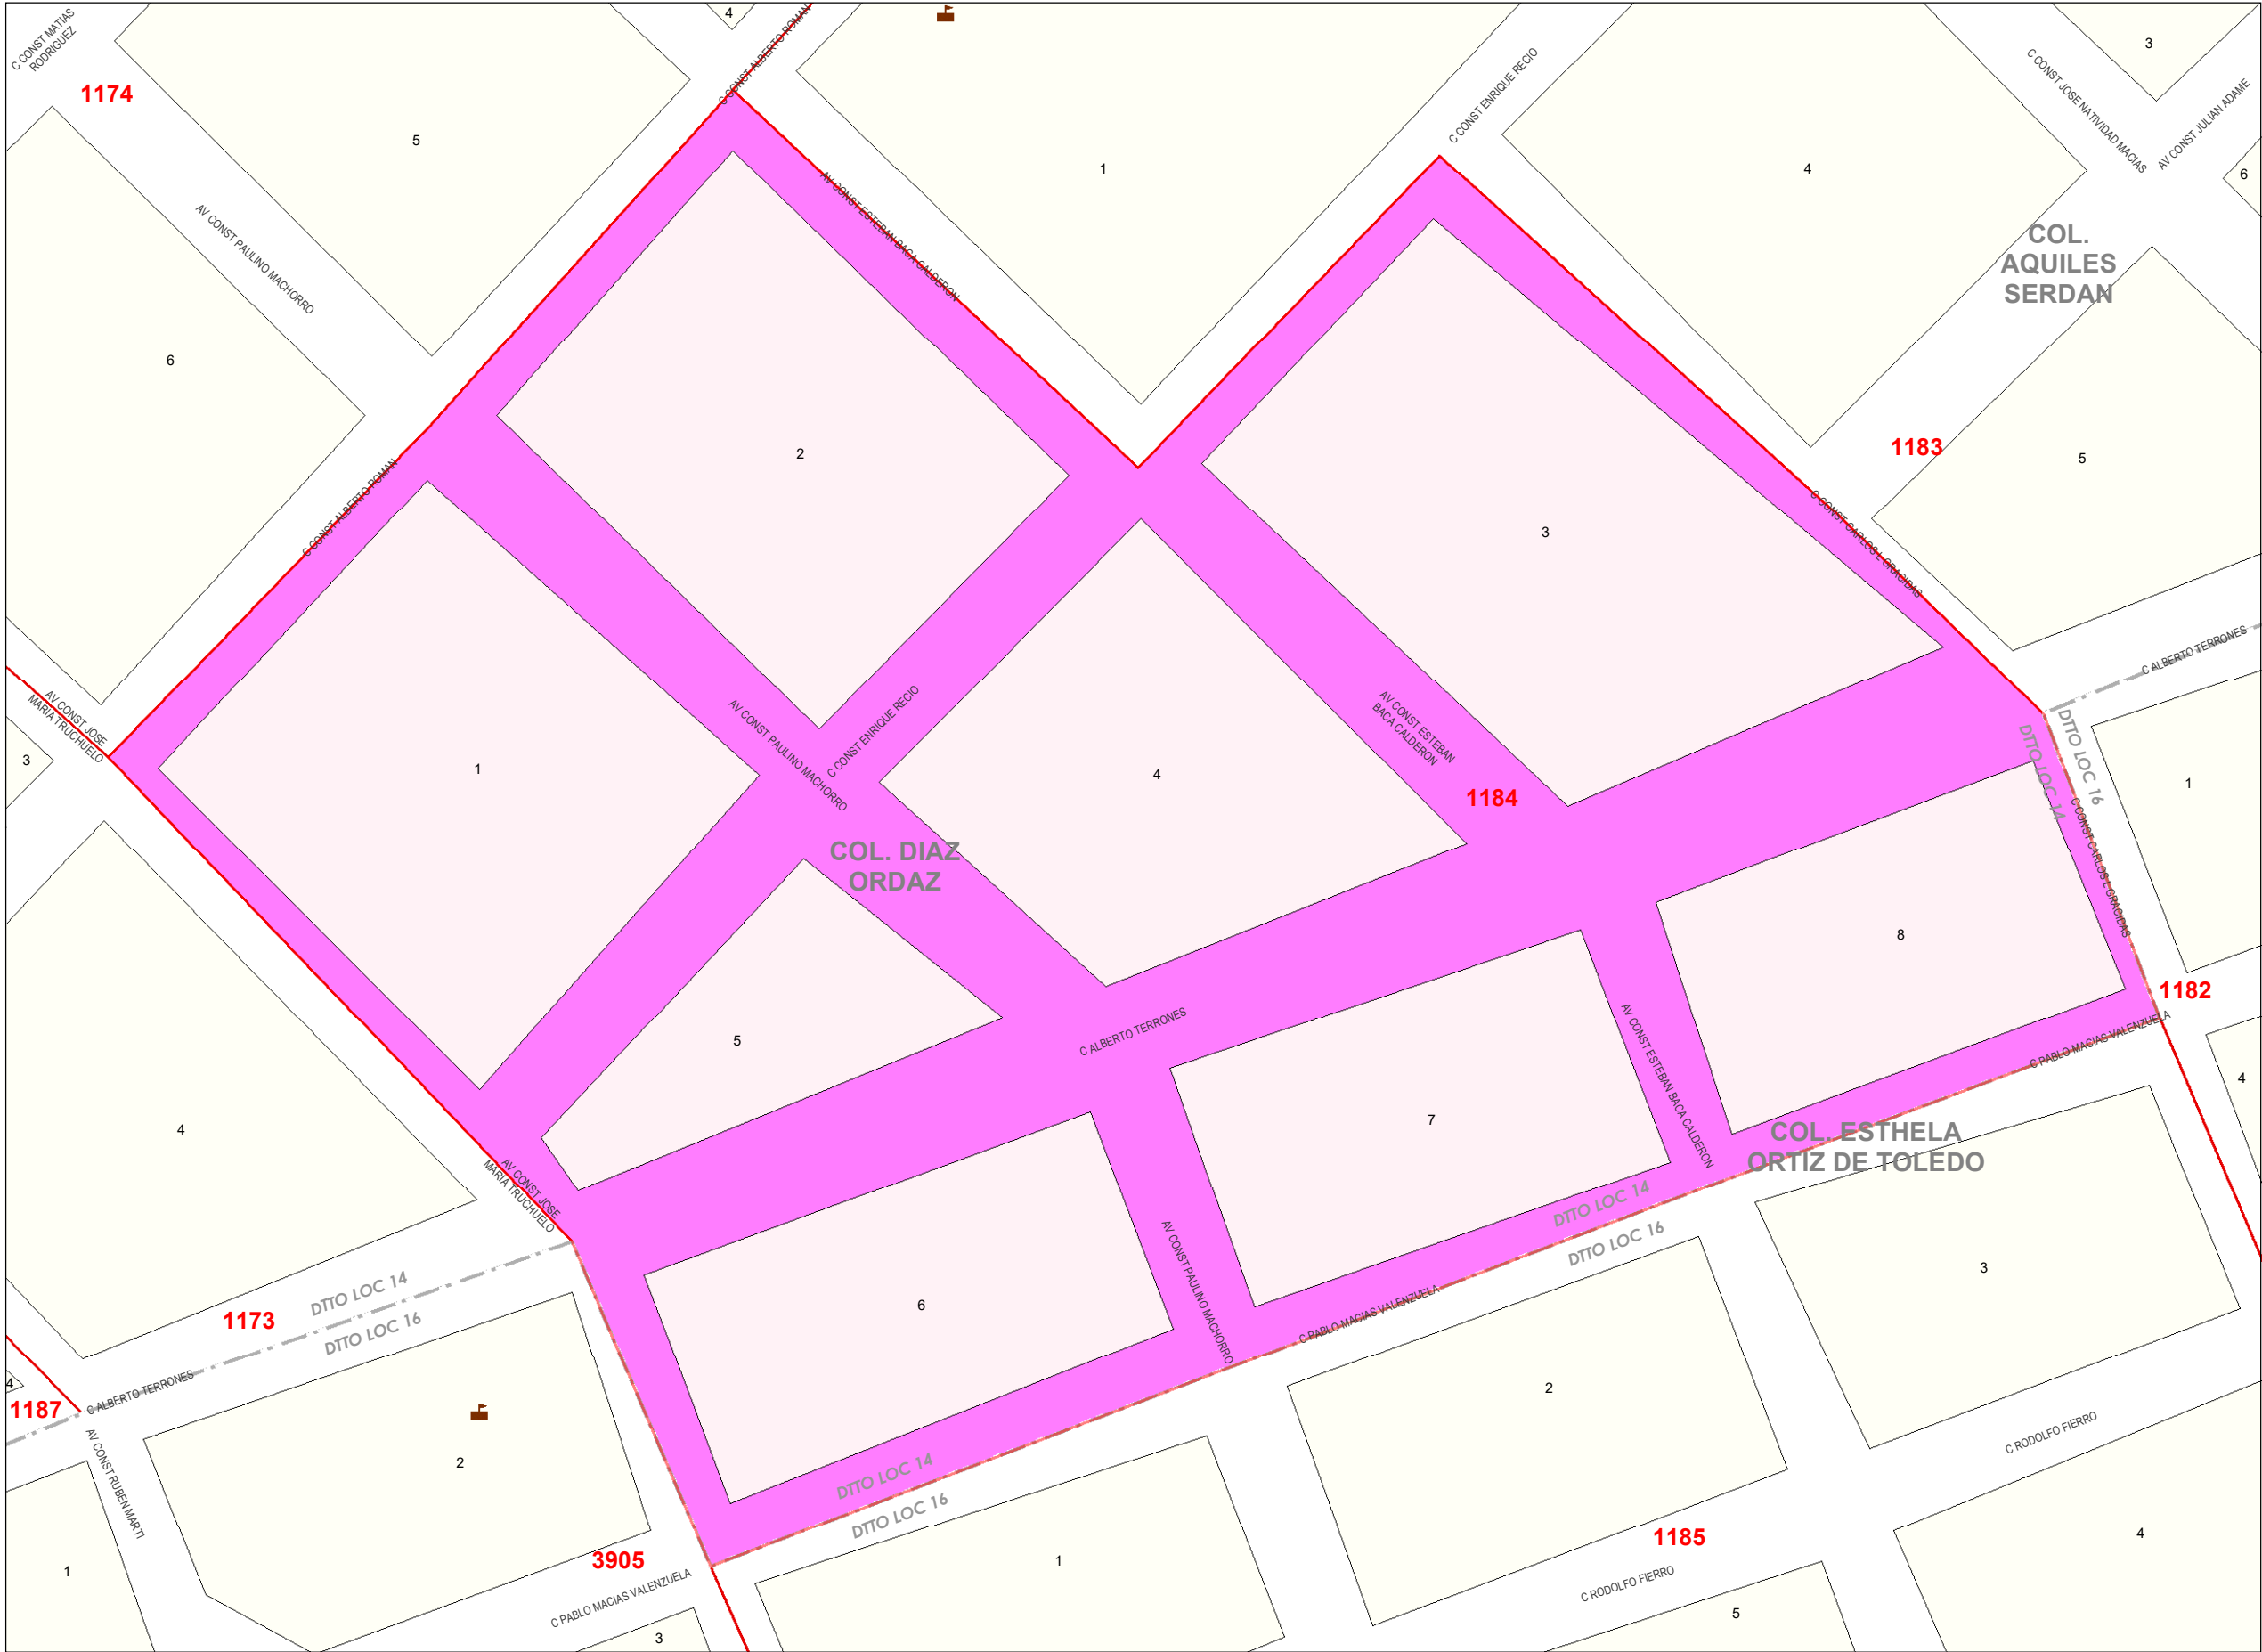 C CONST MATIAS
RODRIGUEZ
4
C CONST ALBERTO ROMAN
3
C CONST ENRIQUE RECIO
C CONST JOSE NATIVIDAD MACIAS
AV CONST JULIAN ADAME
1174
5
1
4
6
AV CONST PAULINO MACHORRO
AV CONST ESTEBAN BACA CALDERON
COL.
AQUILES
SERDAN
6
2
1183
5
C CONST ALBERTO ROMAN
3
C CONST CARLOS L GRACIDAS
C ALBERTO TERRONES
AV CONST JOSE
MARIA TRUCHUELO
3
1
AV CONST PAULINO MACHORRO
C CONST ENRIQUE RECIO
4
AV CONST ESTEBAN
BACA CALDERON
1184
DTTO LOC 14
DTTO LOC 16
1
COL. DIAZ
ORDAZ
C CONST CARLOS L GRACIDAS
8
1182
4
5
C ALBERTO TERRONES
AV CONST ESTEBAN BACA CALDERON
C PABLO MACIAS VALENZUELA
4
7
COL. ESTHELA
ORTIZ DE TOLEDO
3
AV CONST JOSE
MARIA TRUCHUELO
DTTO LOC 14
DTTO LOC 16
3
DTTO LOC 14
DTTO LOC 16
1173
6
AV CONST PAULINO MACHORRO
C PABLO MACIAS VALENZUELA
4
1187
C ALBERTO TERRONES
AV CONST RUBEN MARTI
2
2
C RODOLFO FIERRO
DTTO LOC 14
DTTO LOC 16
1
3905
C PABLO MACIAS VALENZUELA
1
1185
C RODOLFO FIERRO
4
3
5